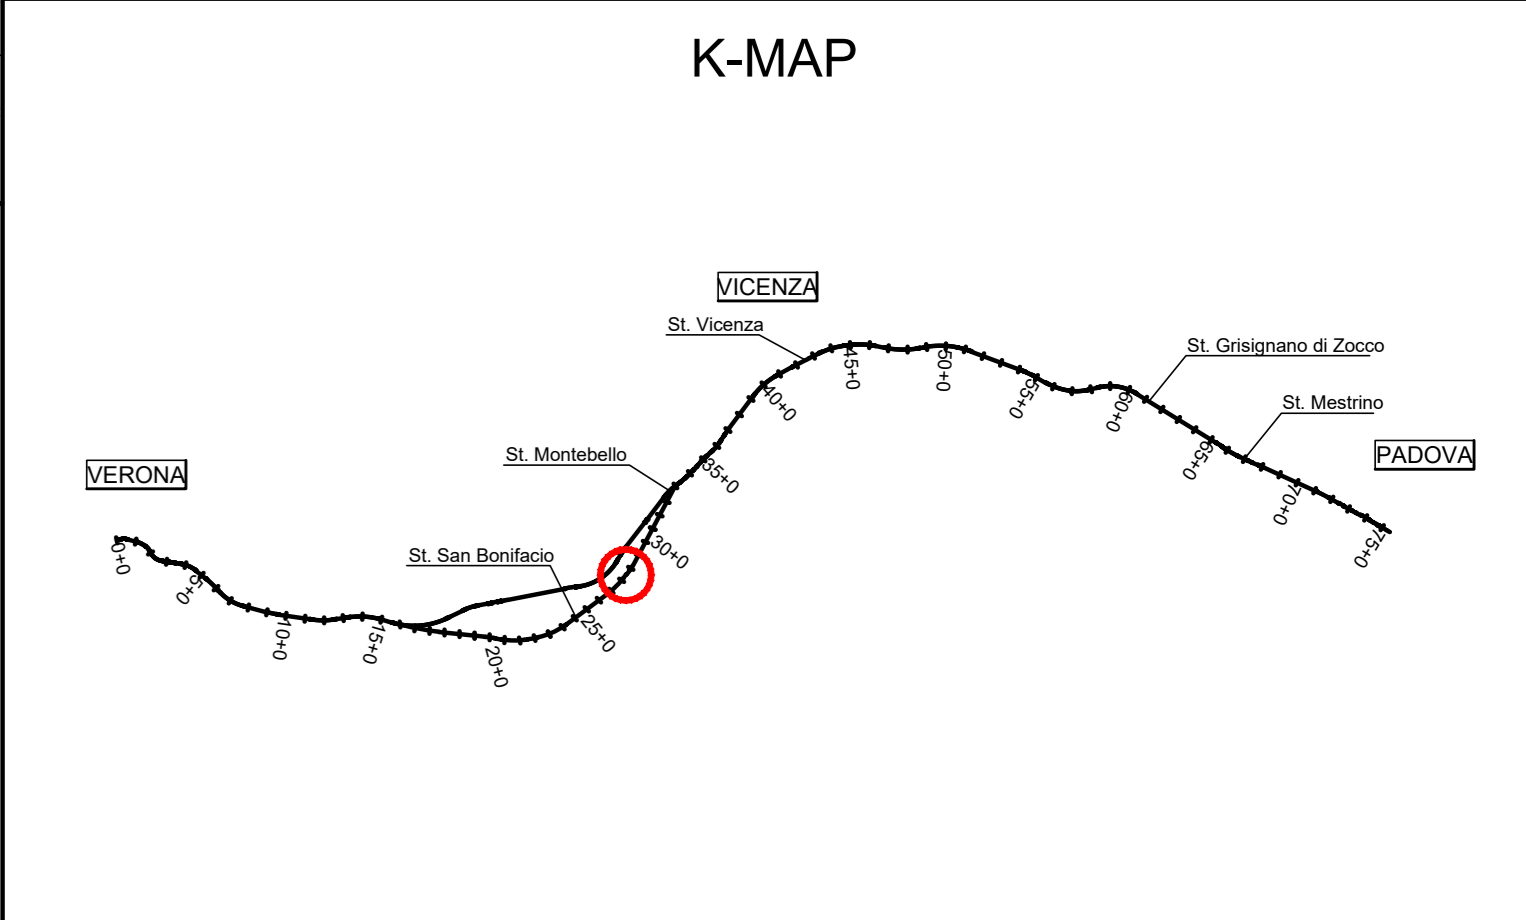 K-MAP
VICENZA
St. Vicenza
St. Grisignano di Zocco
St. Mestrino
PADOVA
St. Montebello
VERONA
St. San Bonifacio
0+0
5+0
10+0
15+0
20+0
25+0
30+0
35+0
40+0
45+0
50+0
55+0
60+0
65+0
70+0
75+0